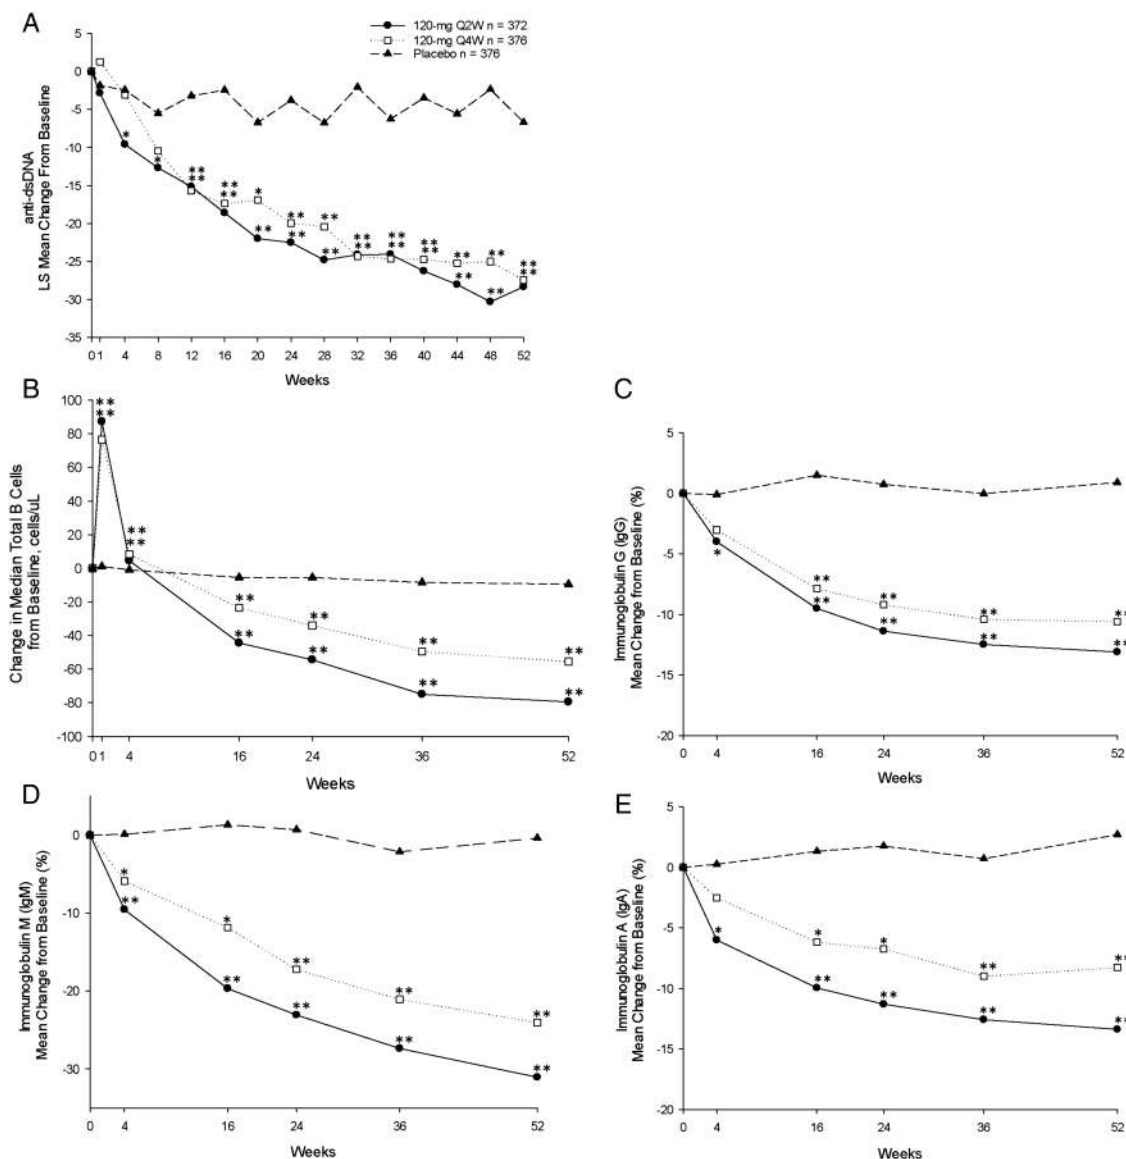 A
120-mg Q2W n = 372
120-mg Q4W n = 376
Placebo n = 376
anti-dsDNA
LS Mean Change From Baseline
5
0
-5
-10
-15
-20
-25
-30
-35
* * ** ** ** ** * ** ** ** ** ** ** ** ** ** ** ** ** ** ** ** ** ** **
0 1 4 8 12 16 20 24 28 32 36 40 44 48 52
Weeks
B
Change in Median Total B Cells
from Baseline, cells/uL
100
80
60
40
20
0
-20
-40
-60
-80
-100
** ** ** ** ** ** ** ** ** ** ** **
0 1 4 16 24 36 52
Weeks
C
Immunoglobulin G (IgG)
Mean Change from Baseline (%)
5
0
-5
-10
-15
-20
* ** ** ** ** ** ** ** **
0 4 16 24 36 52
Weeks
D
Immunoglobulin M (IgM)
Mean Change from Baseline (%)
0
-10
-20
-30
* ** * ** ** ** ** ** ** **
0 4 16 24 36 52
Weeks
E
Immunoglobulin A (IgA)
Mean Change from Baseline (%)
5
0
-5
-10
-15
-20
* * ** * ** ** ** ** **
0 4 16 24 36 52
Weeks